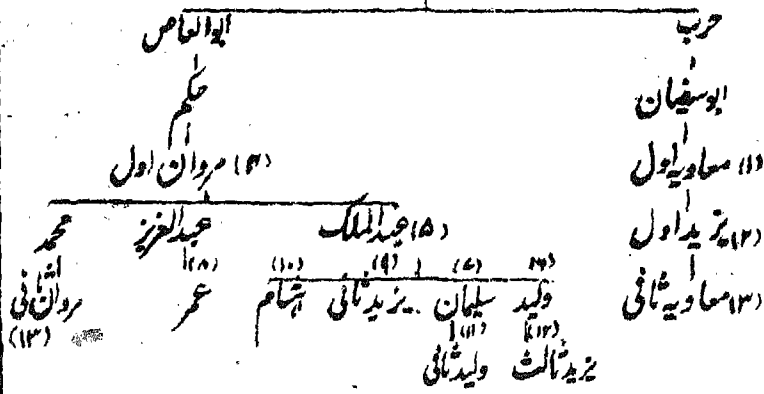 حرب ابوالعاص
ابوسفیان حکم
(۱) معاویہ اول (۴) مروان اول
(۲) یزید اول (۵) عبدالملک عبدالعزیز محمد
(۳) معاویہ ثانی (۶) ولید (۷) سلیمان (۹) یزید ثانی (۱۰) ہشام (۸) عمر مروان ثانی (۱۳)
(۱۲) یزید ثالث (۱۱) ولید ثانی